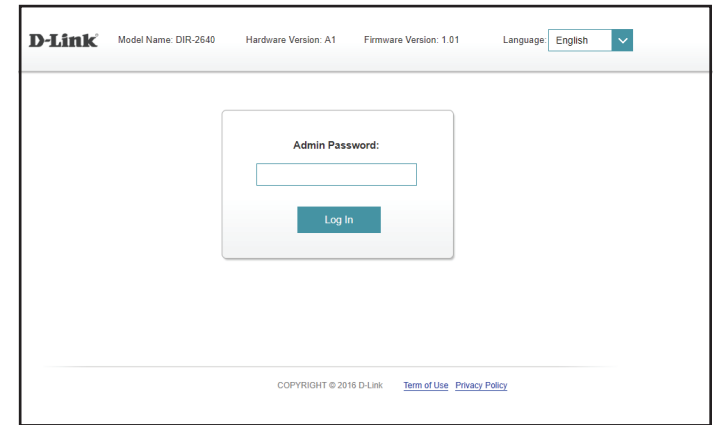 D-Link Model Name: DIR-2640 Hardware Version: A1 Firmware Version: 1.01 Language: English
Admin Password:
Log In
COPYRIGHT © 2016 D-Link Term of Use Privacy Policy